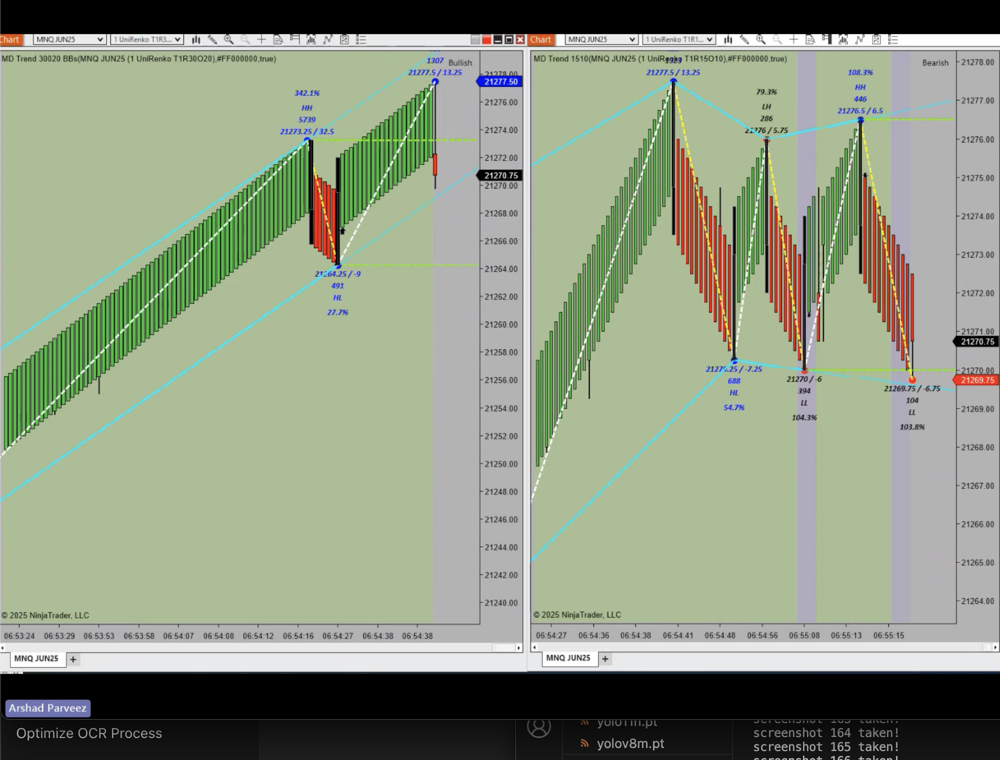 Chart
MNQ JUN25
1 UniRenko T1R3...
Chart
MNQ JUN25
1 UniRenko T1R1...
MD Trend 30020 BBs(MNQ JUN25 (1 UniRenko T1R30O20),#FF000000,true)
Bullish
1307
21277.5 / 13.25
342.1%
HH
5739
21273.25 / 32.5
21264.25 / -9
491
HL
27.7%
21278.00
21277.50
21276.00
21274.00
21272.00
21270.75
21270.00
21268.00
21266.00
21264.00
21262.00
21260.00
21258.00
21256.00
21254.00
21252.00
21250.00
21248.00
21246.00
21244.00
21242.00
21240.00
© 2025 NinjaTrader, LLC
06:53:24 06:53:29 06:53:53 06:53:58 06:54:07 06:54:08 06:54:12 06:54:16 06:54:27 06:54:38 06:54:38
MNQ JUN25 +
MD Trend 1510(MNQ JUN25 (1 UniRenko T1R15O10),#FF000000,true)
Bearish
21277.5 / 13.25
79.3%
LH
286
21276 / 5.75
108.3%
HH
446
21276.5 / 6.5
688
HL
54.7%
21270 / -6
394
LL
104.3%
21269.75 / -6.75
104
LL
103.8%
21278.00
21277.00
21276.00
21275.00
21274.00
21273.00
21272.00
21271.00
21270.75
21270.00
21269.75
21269.00
21268.00
21267.00
21266.00
21265.00
21264.00
© 2025 NinjaTrader, LLC
06:54:27 06:54:36 06:54:38 06:54:41 06:54:48 06:54:56 06:55:08 06:55:13 06:55:15
MNQ JUN25 +
Arshad Parveez
Optimize OCR Process
yolo11n.pt
yolov8m.pt
screenshot 163 taken!
screenshot 164 taken!
screenshot 165 taken!
screenshot 166 taken!